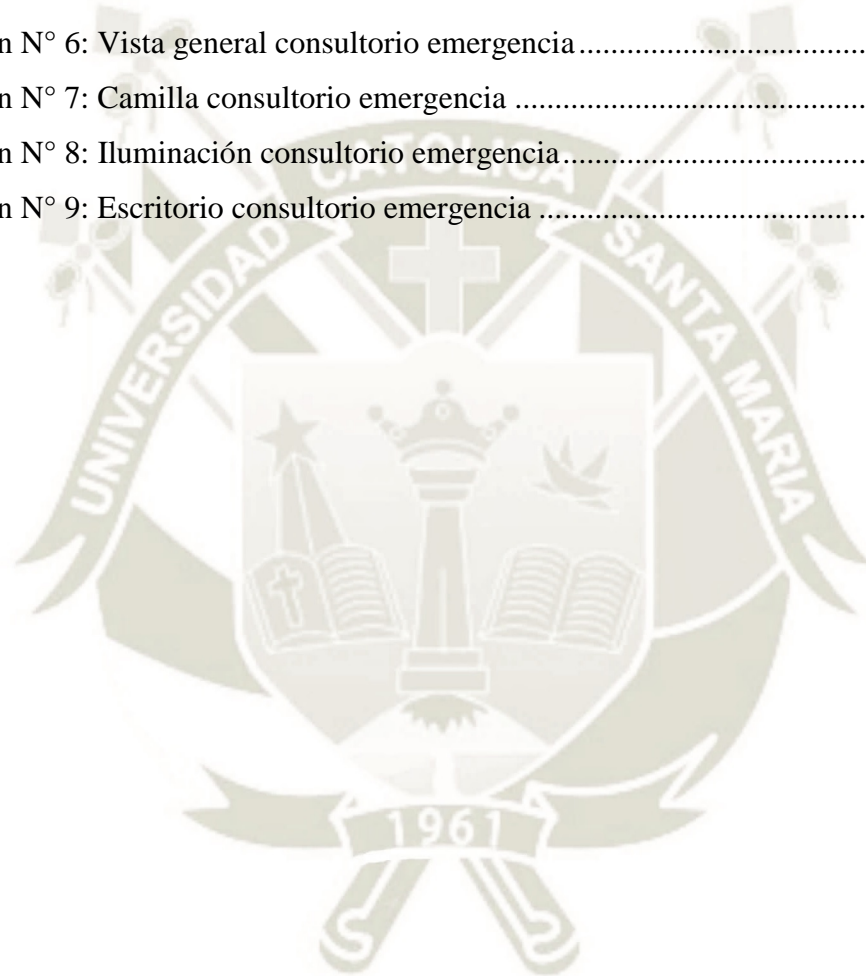 n N° 6: Vista general consultorio emergencia....................................
n N° 7: Camilla consultorio emergencia ............................................
n N° 8: Iluminación consultorio emergencia......................................
n N° 9: Escritorio consultorio emergencia .........................................
UNIVERSIDAD CATOLICA SANTA MARIA
1961